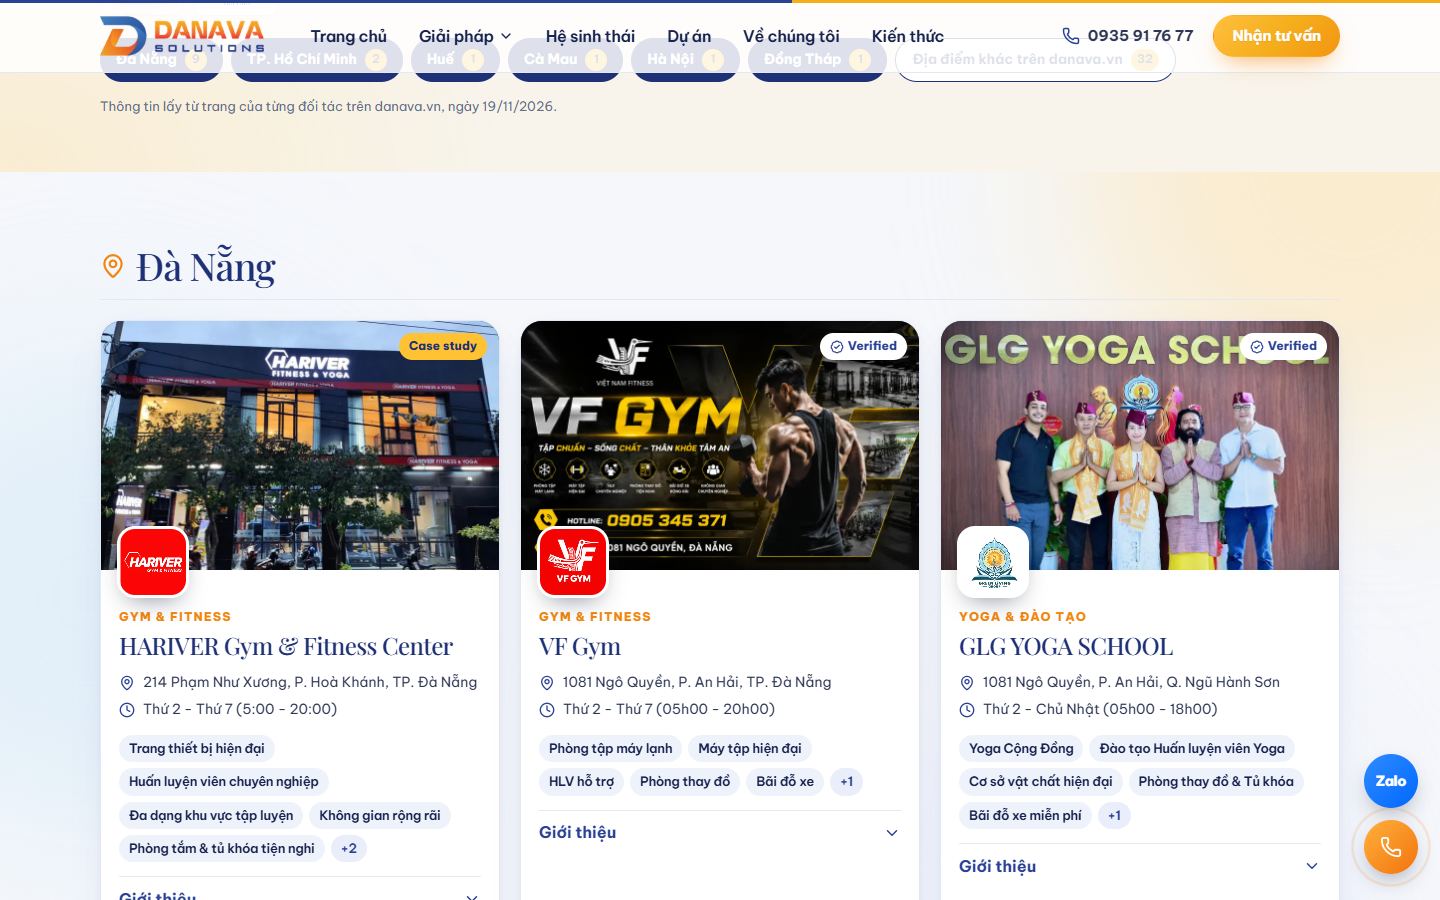 DANAVA
SOLUTIONS
Trang chủ
Giải pháp
Hệ sinh thái
Dự án
Về chúng tôi
Kiến thức
0935 91 76 77
Nhận tư vấn
Đà Nẵng 9
TP. Hồ Chí Minh 2
Huế 1
Cà Mau 1
Hà Nội 1
Đồng Tháp 1
Địa điểm khác trên danava.vn 32
Thông tin lấy từ trang của từng đối tác trên danava.vn, ngày 19/11/2026.
Đà Nẵng
Case study
HARIVER
FITNESS & YOGA
HARIVER
HARIVER
GYM & FITNESS
HARIVER Gym & Fitness Center
214 Phạm Như Xương, P. Hoà Khánh, TP. Đà Nẵng
Thứ 2 - Thứ 7 (5:00 - 20:00)
Trang thiết bị hiện đại
Huấn luyện viên chuyên nghiệp
Đa dạng khu vực tập luyện
Không gian rộng rãi
Phòng tắm & tủ khóa tiện nghi
+2
Giới thiệu
Verified
VF
VIỆT NAM FITNESS
VF GYM
TẬP CHUẨN – SỐNG CHẤT – THÂN KHỎE TÂM AN
HOTLINE: 0905 345 371
081 NGÔ QUYỀN, ĐÀ NẴNG
VF GYM
GYM & FITNESS
VF Gym
1081 Ngô Quyền, P. An Hải, TP. Đà Nẵng
Thứ 2 - Thứ 7 (05h00 - 20h00)
Phòng tập máy lạnh
Máy tập hiện đại
HLV hỗ trợ
Phòng thay đồ
Bãi đỗ xe
+1
Giới thiệu
Verified
GLG YOGA SCH L
YOGA & ĐÀO TẠO
GLG YOGA SCHOOL
1081 Ngô Quyền, P. An Hải, Q. Ngũ Hành Sơn
Thứ 2 - Chủ Nhật (05h00 - 18h00)
Yoga Cộng Đồng
Đào tạo Huấn luyện viên Yoga
Cơ sở vật chất hiện đại
Phòng thay đồ & Tủ khóa
Bãi đỗ xe miễn phí
+1
Giới thiệu
Zalo